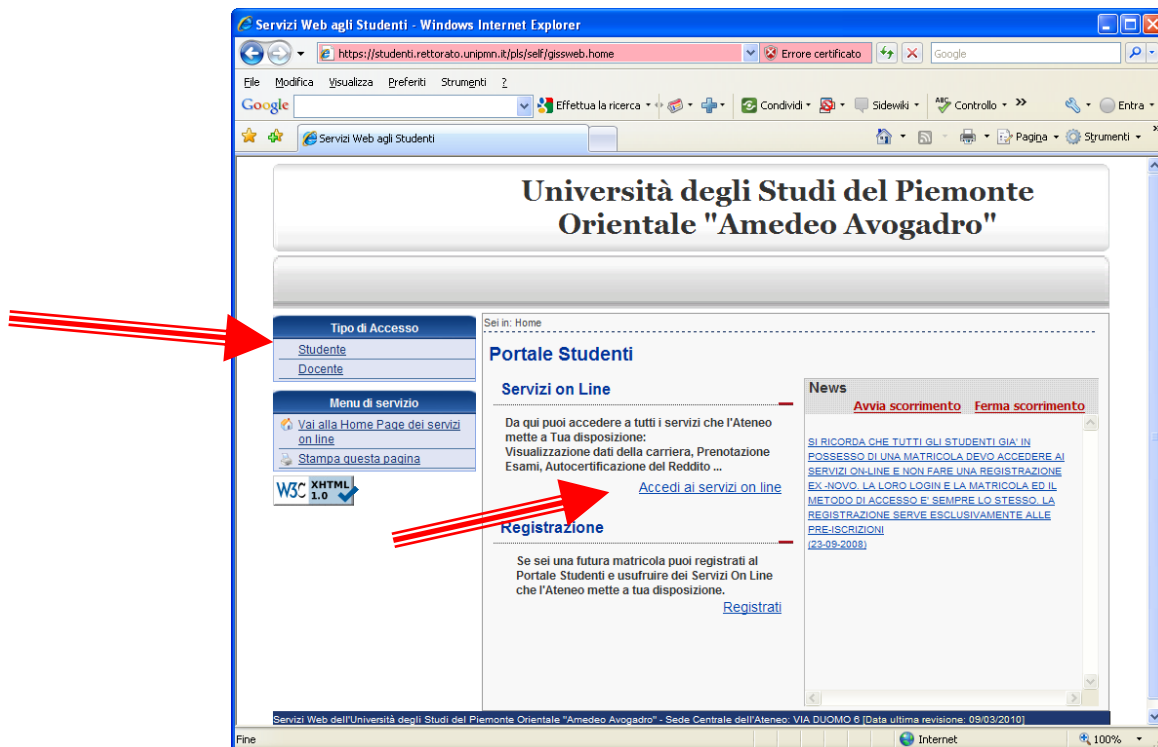 Servizi Web agli Studenti - Windows Internet Explorer
https://studenti.rettorato.unipmn.it/pls/self/gissweb.home
Errore certificato
Google
File Modifica Visualizza Preferiti Strumenti ?
Google Effettua la ricerca Condividi Sidewiki ABC Controllo » Entra
Servizi Web agli Studenti Pagina Strumenti »
Università degli Studi del Piemonte
Orientale "Amedeo Avogadro"
Tipo di Accesso
Studente
Docente
Menu di servizio
Vai alla Home Page dei servizi
on line
Stampa questa pagina
W3C XHTML
1.0
Sei in: Home
Portale Studenti
Servizi on Line
Da qui puoi accedere a tutti i servizi che l'Ateneo
mette a Tua disposizione:
Visualizzazione dati della carriera, Prenotazione
Esami, Autocertificazione del Reddito ...
Accedi ai servizi on line
Registrazione
Se sei una futura matricola puoi registrati al
Portale Studenti e usufruire dei Servizi On Line
che l'Ateneo mette a tua disposizione.
Registrati
News
Avvia scorrimento Ferma scorrimento
SI RICORDA CHE TUTTI GLI STUDENTI GIA' IN
POSSESSO DI UNA MATRICOLA DEVO ACCEDERE AI
SERVIZI ON-LINE E NON FARE UNA REGISTRAZIONE
EX -NOVO. LA LORO LOGIN E LA MATRICOLA ED IL
METODO DI ACCESSO E' SEMPRE LO STESSO. LA
REGISTRAZIONE SERVE ESCLUSIVAMENTE ALLE
PRE-ISCRIZIONI
(23-09-2008)
Servizi Web dell'Università degli Studi del Piemonte Orientale "Amedeo Avogadro" - Sede Centrale dell'Ateneo: VIA DUOMO 6 [Data ultima revisione: 09/03/2010]
Fine Internet 100%